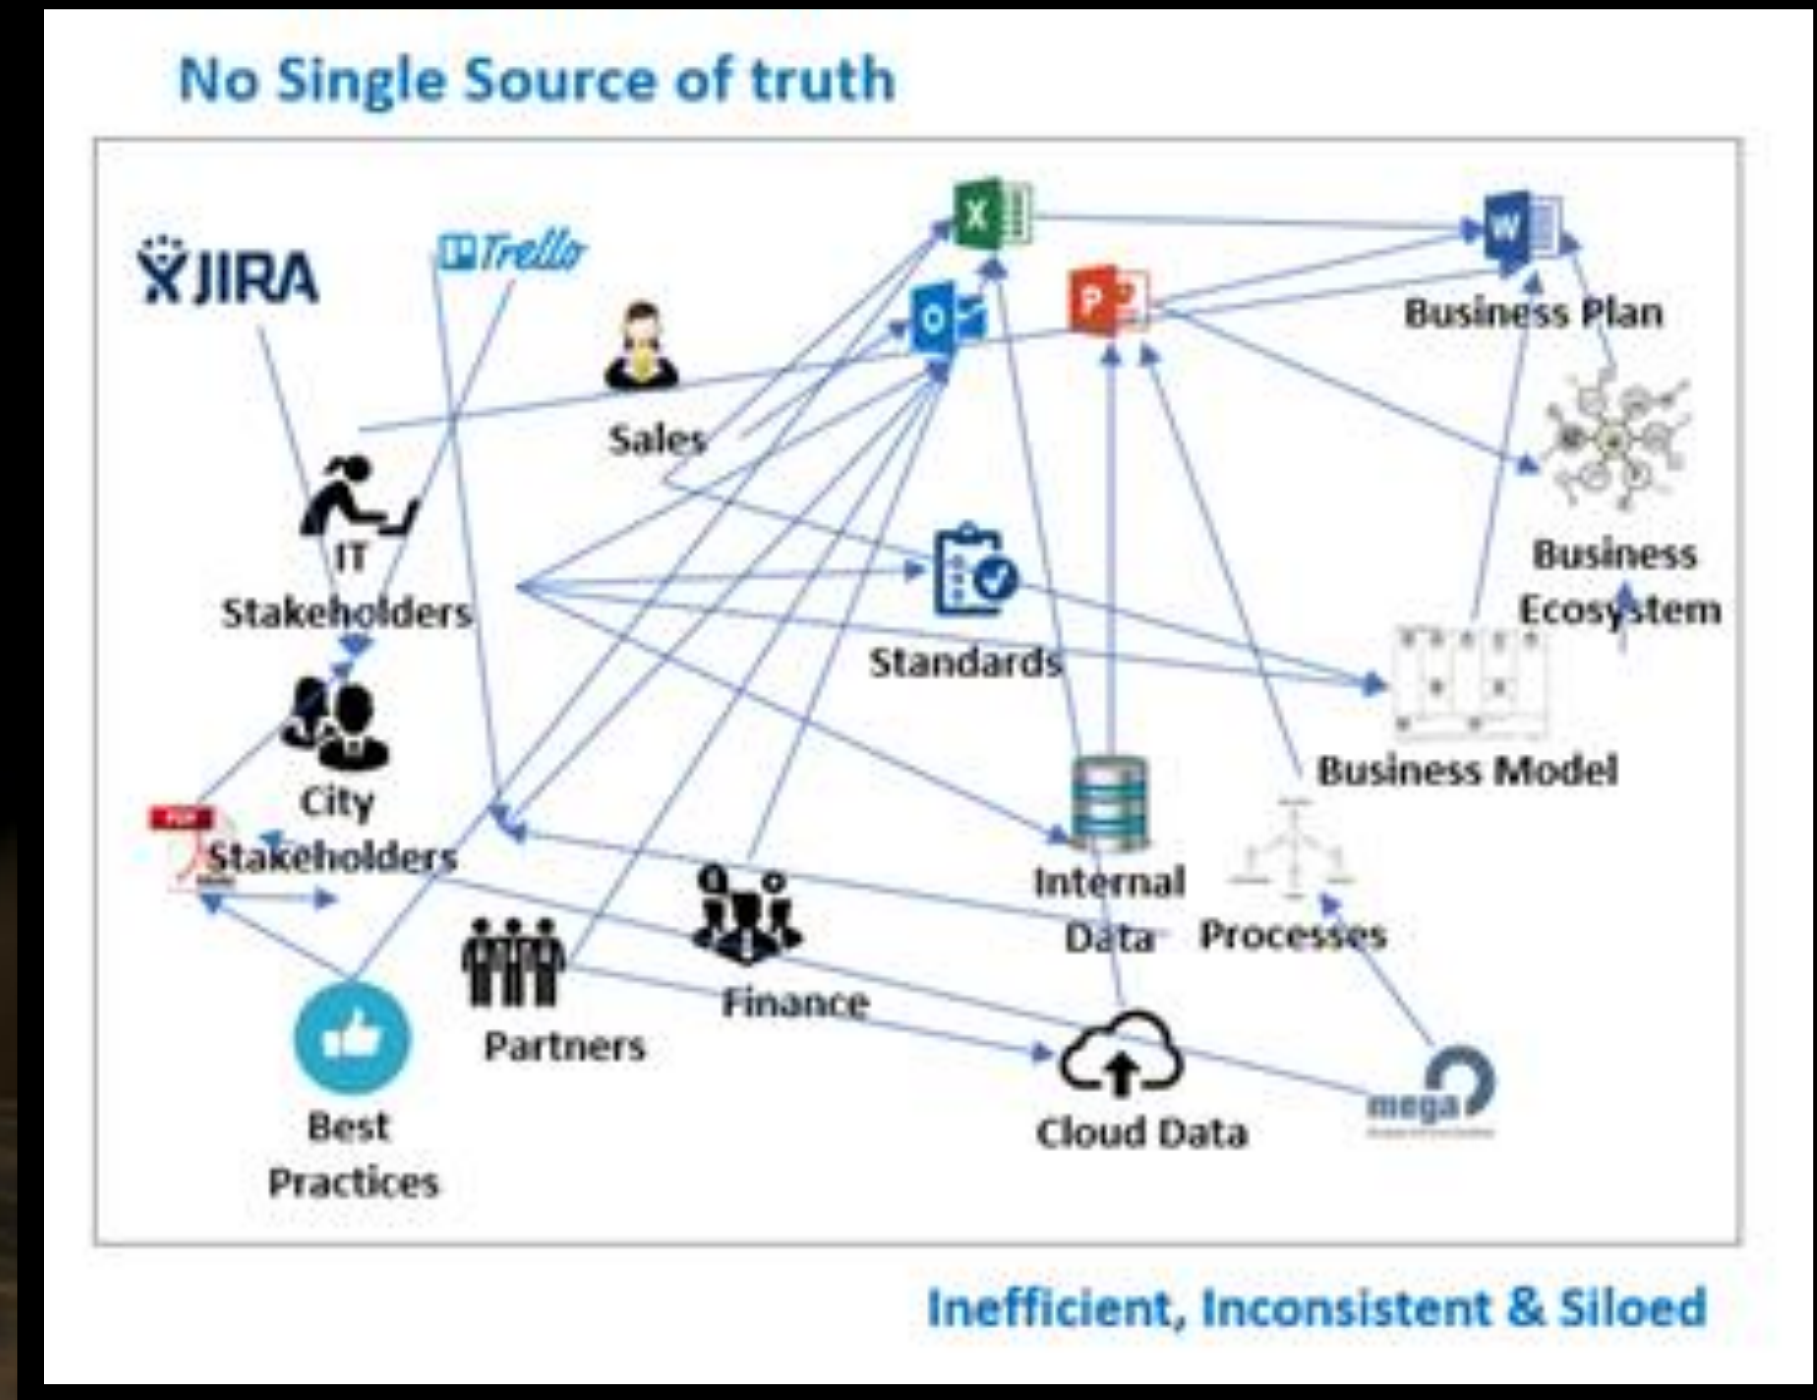 No Single Source of truth
X
W
JIRA
Trello
O
P
Business Plan
Sales
IT
Stakeholders
Business
Ecosystem
Standards
Business Model
City
Stakeholders
PDF
Internal
Data
Processes
Finance
Partners
mega
Best
Practices
Cloud Data
Inefficient, Inconsistent & Siloed